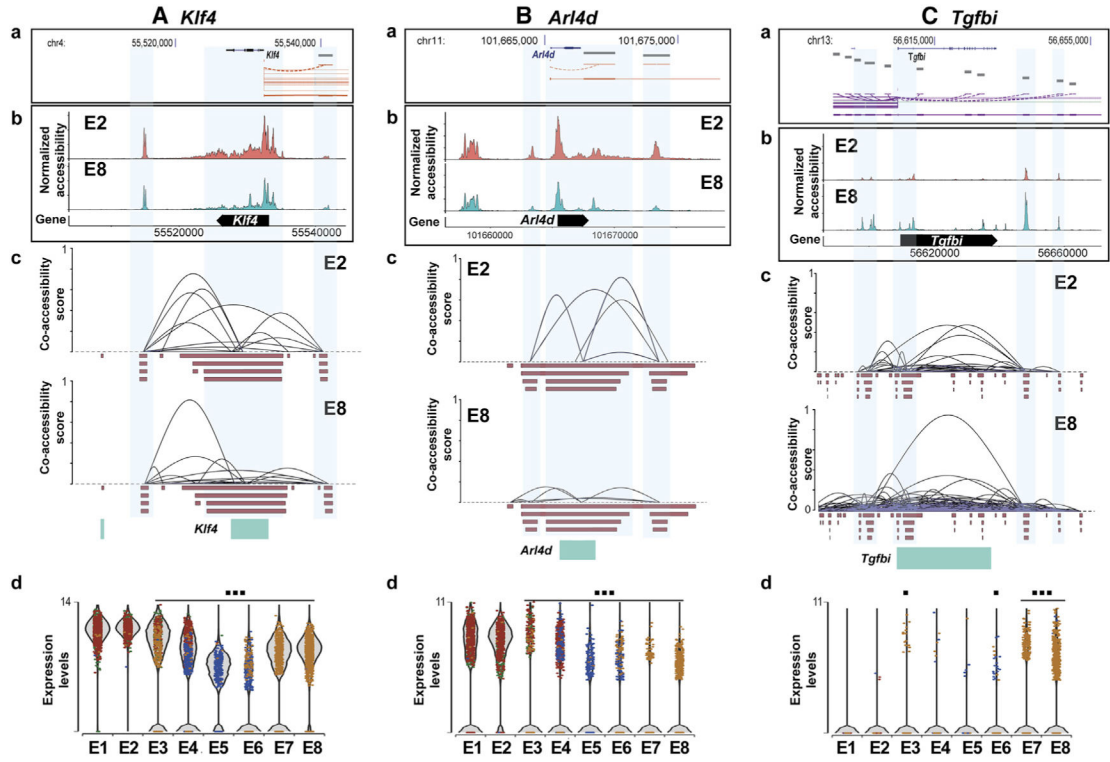 A Klf4
a
chr4:
55,520,000
55,540,000
Klf4
b
Normalized
accessibility
E2
E8
Gene
Klf4
55520000
55540000
c
1
Co-accessibility
score
E2
0
1
Co-accessibility
score
E8
0
Klf4
d
14
Expression
levels
E1 E2 E3 E4 E5 E6 E7 E8
B Arl4d
a
chr11:
101,665,000
101,675,000
Arl4d
b
Normalized
accessibility
E2
E8
Gene
Arl4d
101660000
101670000
c
1
Co-accessibility
score
E2
0
1
Co-accessibility
score
E8
0
Arl4d
d
11
Expression
levels
E1 E2 E3 E4 E5 E6 E7 E8
C Tgfbi
a
chr13:
56,615,000
56,655,000
Tgfbi
b
Normalized
accessibility
E2
E8
Gene
Tgfbi
56620000
56660000
c
1
Co-accessibility
score
E2
0
1
Co-accessibility
score
E8
0
Tgfbi
d
11
Expression
levels
E1 E2 E3 E4 E5 E6 E7 E8